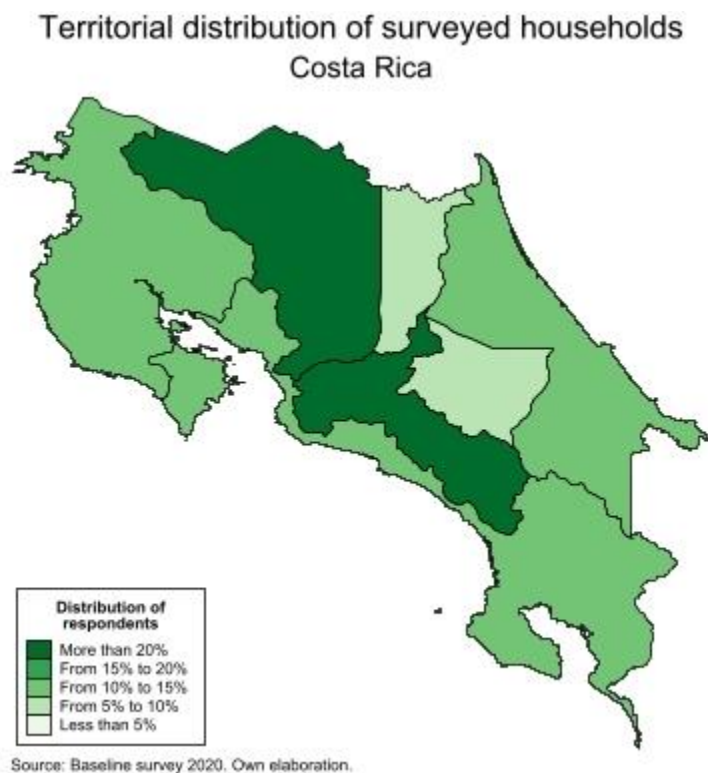 Territorial distribution of surveyed households
Costa Rica
Distribution of
respondents
More than 20%
From 15% to 20%
From 10% to 15%
From 5% to 10%
Less than 5%
Source: Baseline survey 2020. Own elaboration.